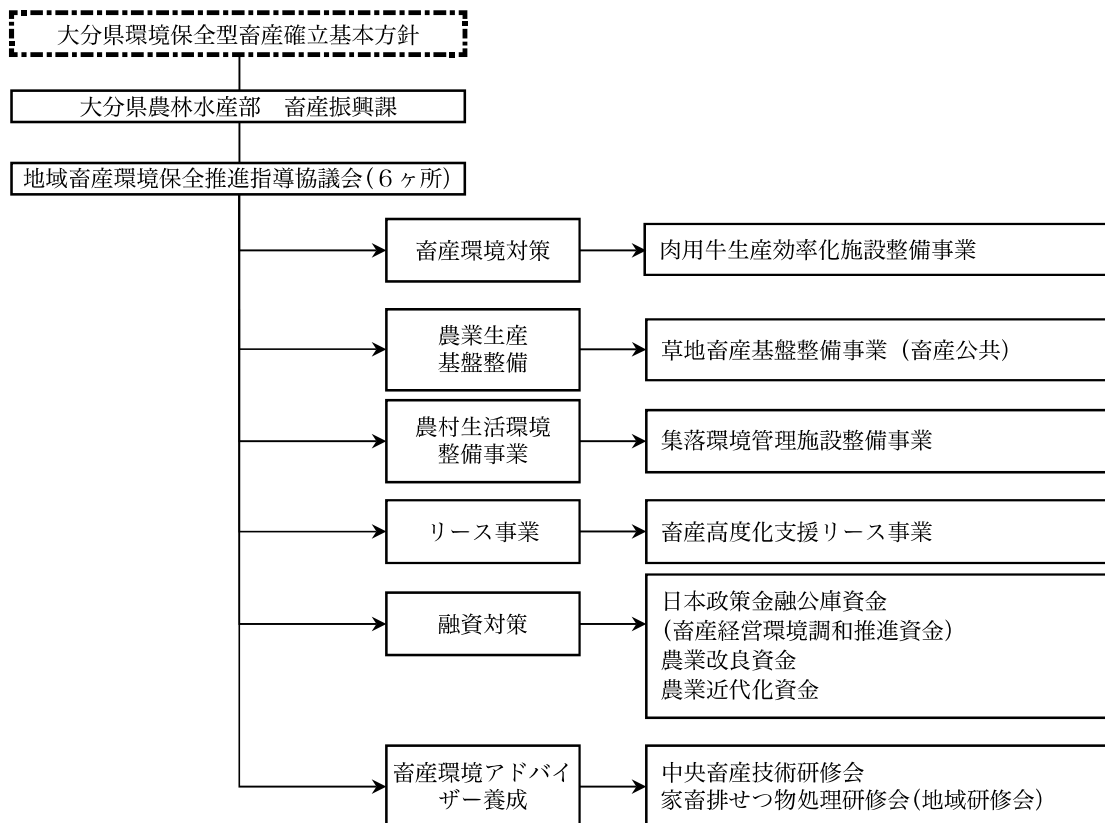 大分県環境保全型畜産確立基本方針
大分県農林水産部　畜産振興課
地域畜産環境保全推進指導協議会(６ヶ所)
畜産環境対策
肉用牛生産効率化施設整備事業
農業生産
基盤整備
草地畜産基盤整備事業（畜産公共）
農村生活環境
整備事業
集落環境管理施設整備事業
リース事業
畜産高度化支援リース事業
融資対策
日本政策金融公庫資金
(畜産経営環境調和推進資金)
農業改良資金
農業近代化資金
畜産環境アドバイ
ザー養成
中央畜産技術研修会
家畜排せつ物処理研修会(地域研修会)